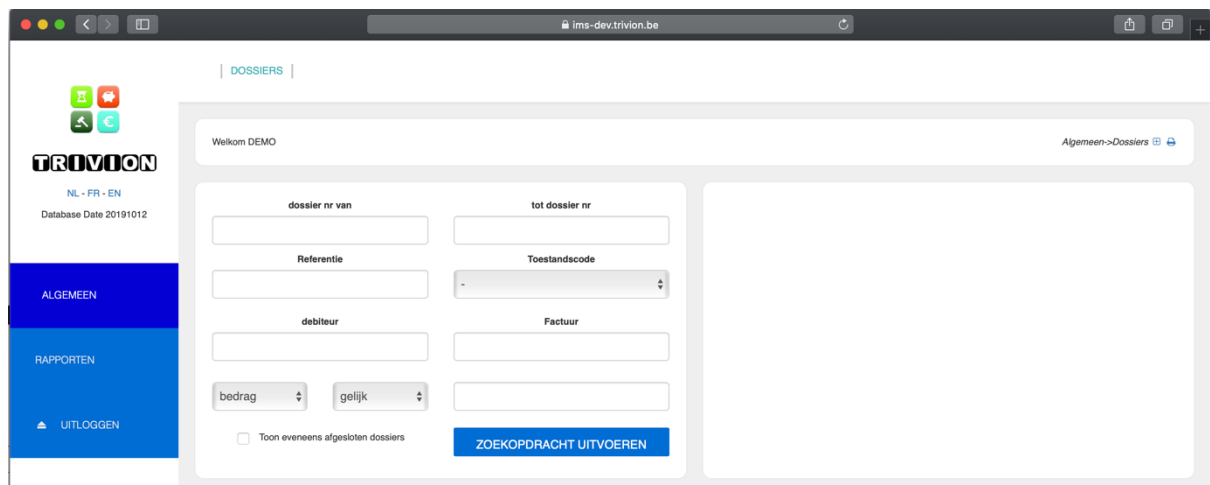 ims-dev.trivion.be
DOSSIERS
TRIVION
NL - FR - EN
Database Date 20191012
ALGEMEEN
RAPPORTEN
UITLOGGEN
Welkom DEMO
Algemeen->Dossiers
dossier nr van
tot dossier nr
Referentie
Toestandscode
-
debiteur
Factuur
bedrag
gelijk
Toon eveneens afgesloten dossiers
ZOEKOPDRACHT UITVOEREN